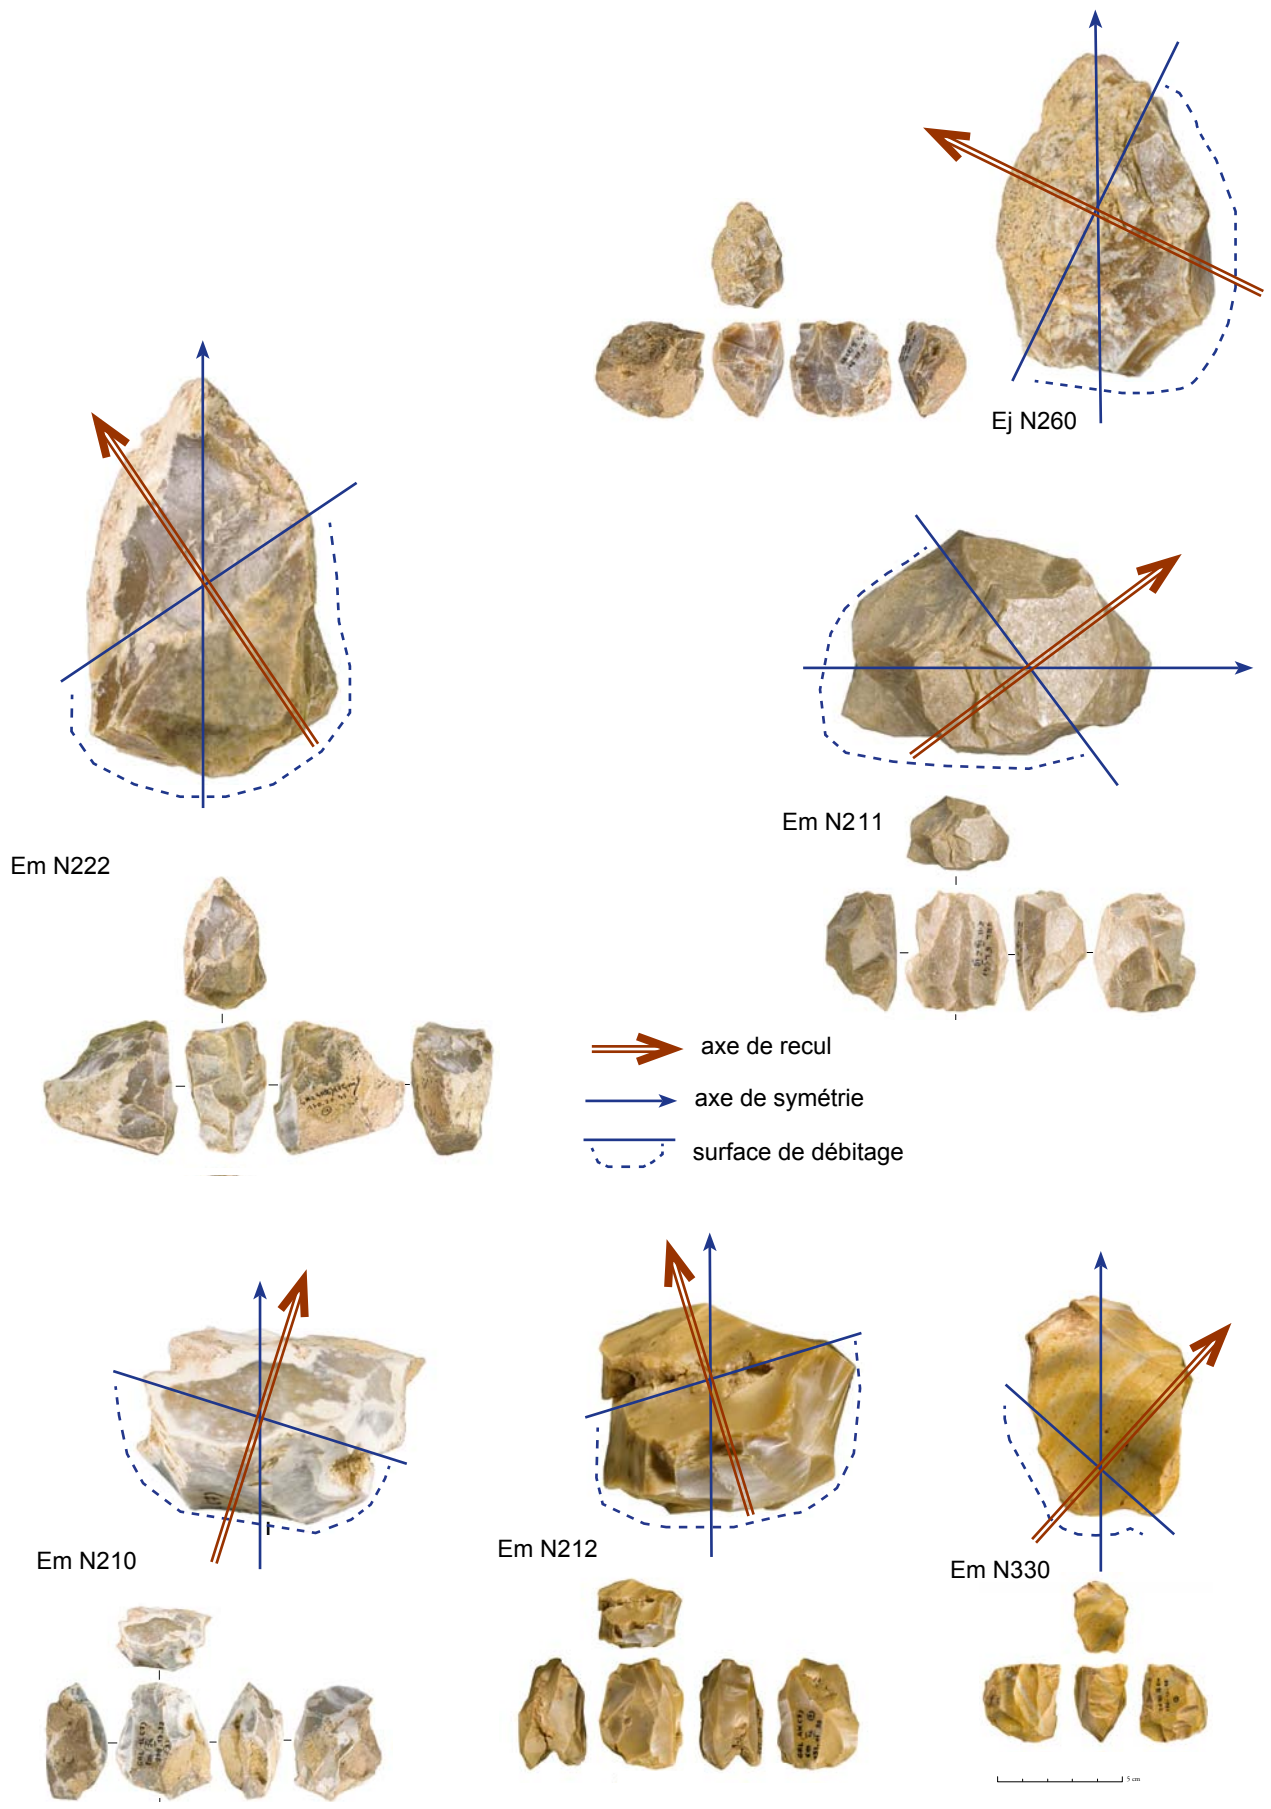 Ej N260
Em N211
Em N222
axe de recul
axe de symétrie
surface de débitage
Em N210
Em N212
Em N330
5 cm